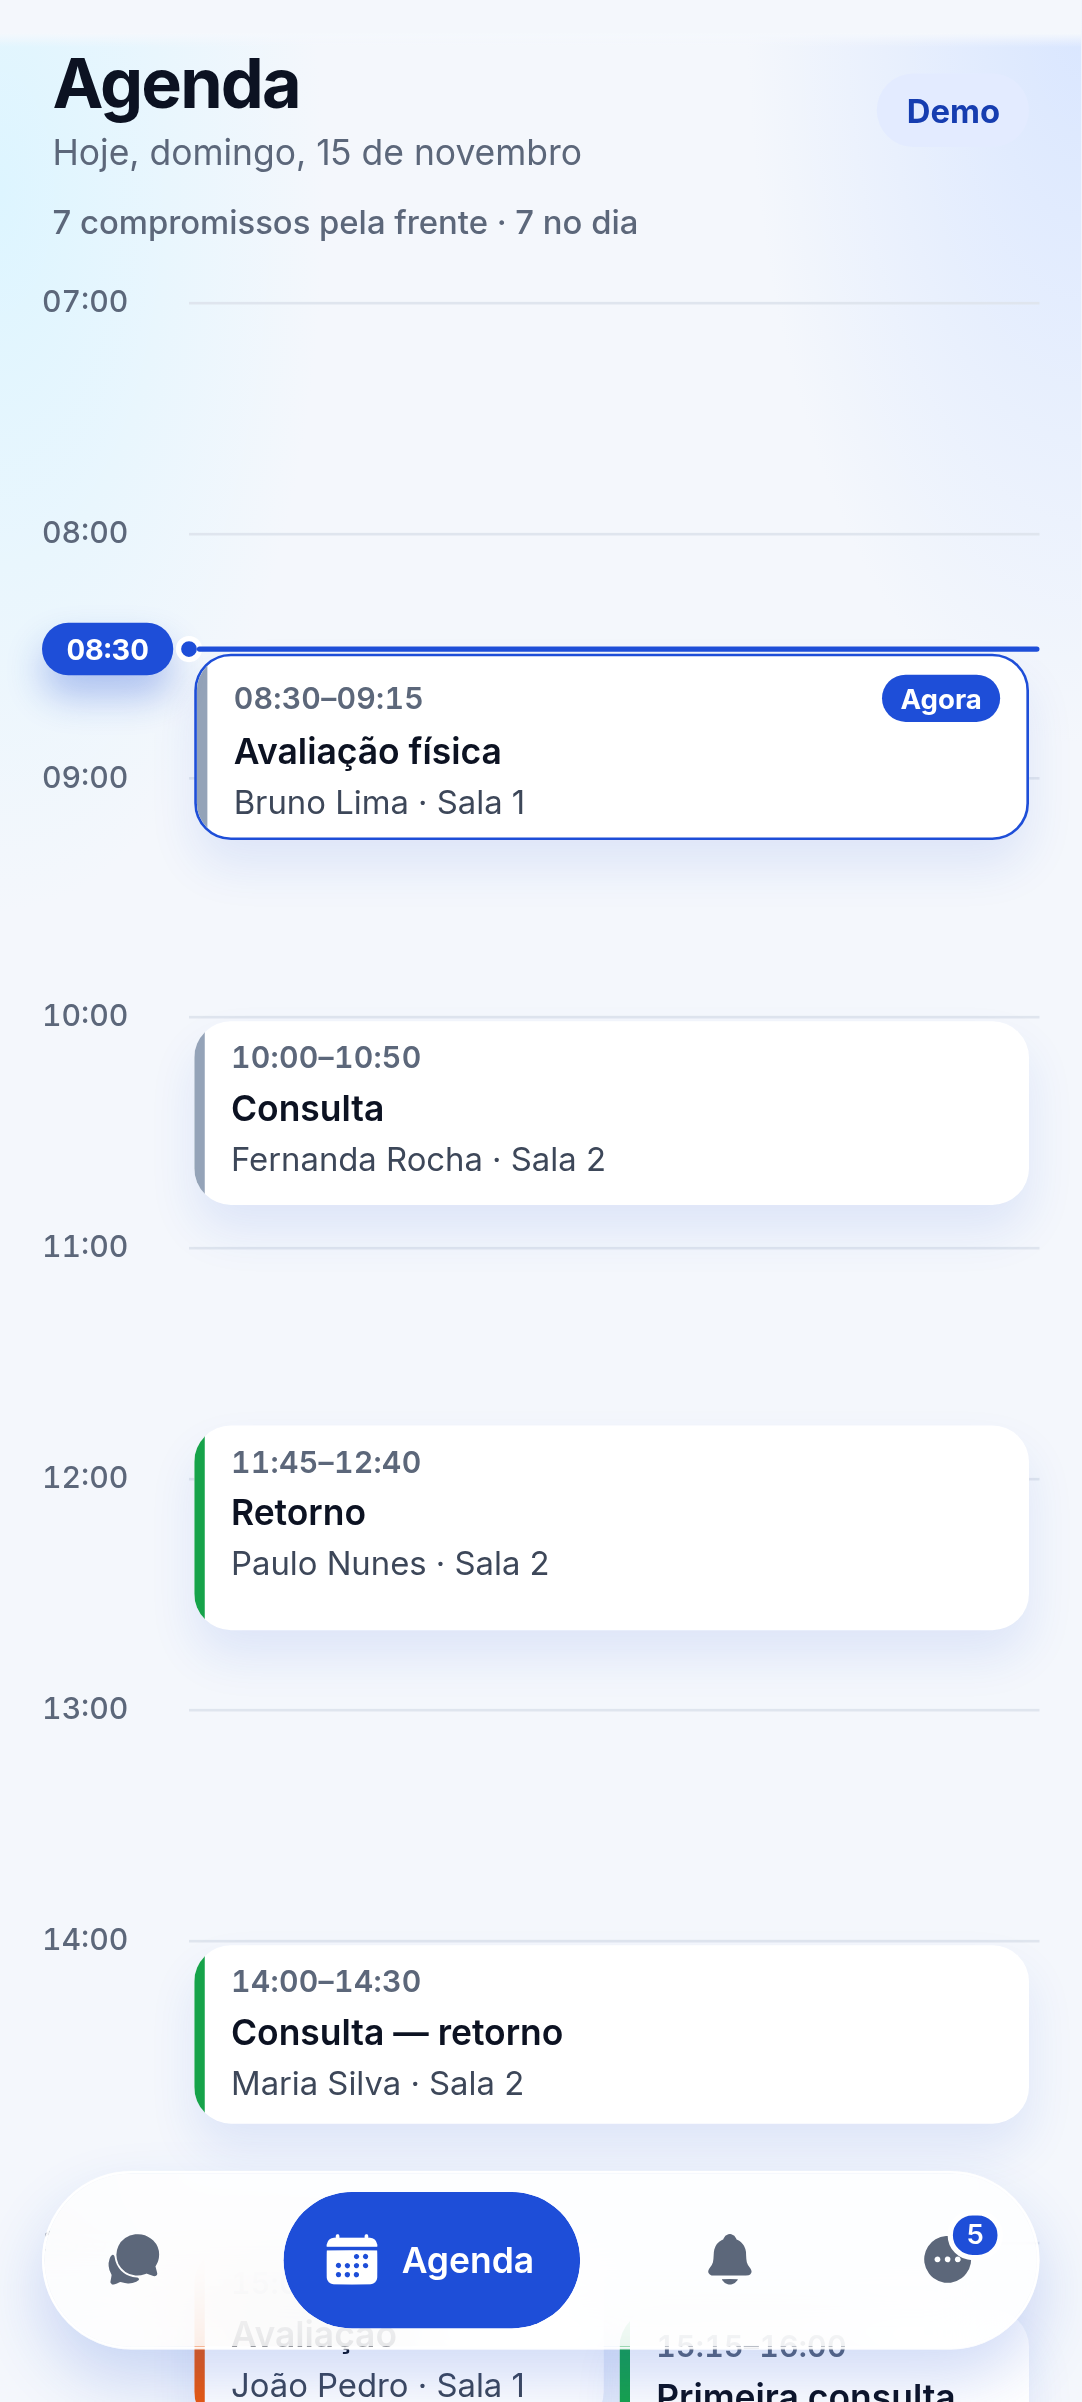 Agenda
Demo
Hoje, domingo, 15 de novembro
7 compromissos pela frente · 7 no dia
07:00
08:00
08:30
08:30–09:15
Agora
Avaliação física
09:00
Bruno Lima · Sala 1
10:00
10:00–10:50
Consulta
Fernanda Rocha · Sala 2
11:00
11:45–12:40
12:00
Retorno
Paulo Nunes · Sala 2
13:00
14:00
14:00–14:30
Consulta — retorno
Maria Silva · Sala 2
5
Agenda
Avaliação
15:15–16:00
João Pedro · Sala 1
Primeira consulta